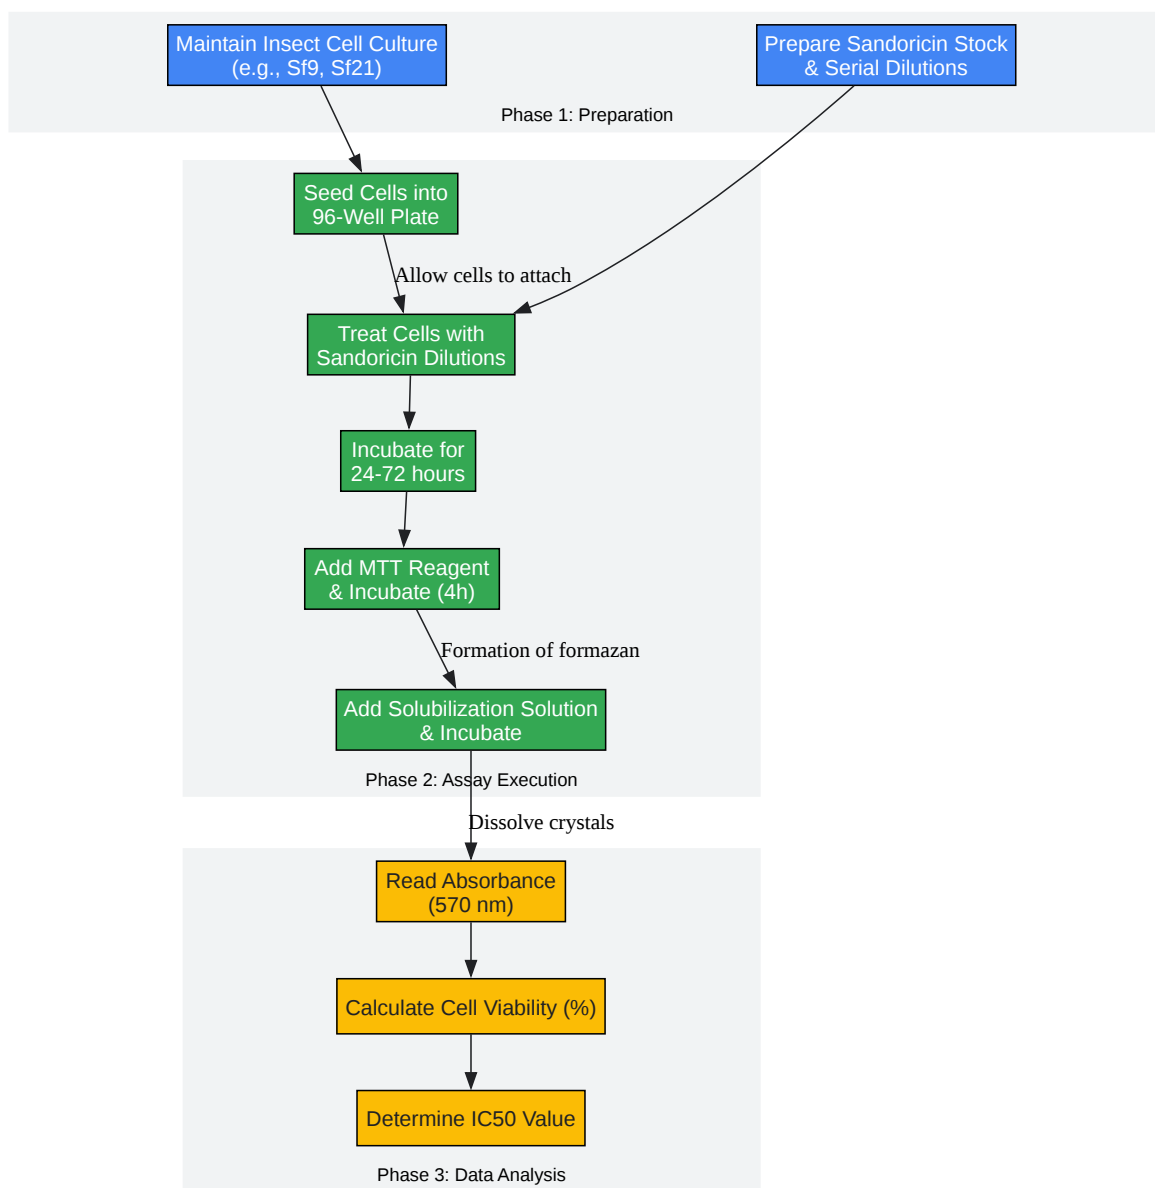 Maintain Insect Cell Culture
(e.g., Sf9, Sf21)
Prepare Sandoricin Stock
& Serial Dilutions
Phase 1: Preparation
Seed Cells into
96-Well Plate
Allow cells to attach
Treat Cells with
Sandoricin Dilutions
Incubate for
24-72 hours
Add MTT Reagent
& Incubate (4h)
Formation of formazan
Add Solubilization Solution
& Incubate
Phase 2: Assay Execution
Dissolve crystals
Read Absorbance
(570 nm)
Calculate Cell Viability (%)
Determine IC50 Value
Phase 3: Data Analysis